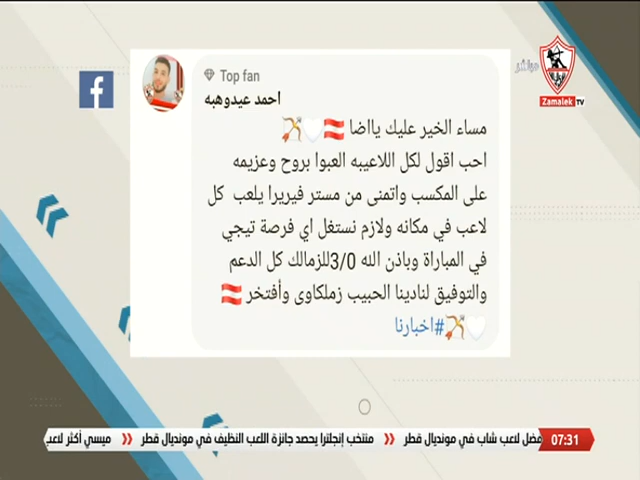 Top fan
احمد عيدوهبه
مساء الخير عليك يااضا
احب اقول لكل اللاعيبه العبوا بروح وعزيمه
على المكسب واتمنى من مستر فيريرا يلعب كل
لاعب في مكانه ولازم نستغل اي فرصة تيجي
في المباراة وباذن الله 3/0للزمالك كل الدعم
والتوفيق لنادينا الحبيب زملكاوى وأفتخر
#اخبارنا
مباشر
Zamalek TV
07:31
فضل لاعب شاب في مونديال قطر
منتخب إنجلترا يحصد جائزة اللعب النظيف في مونديال قطر
ميسي أكثر لاعب